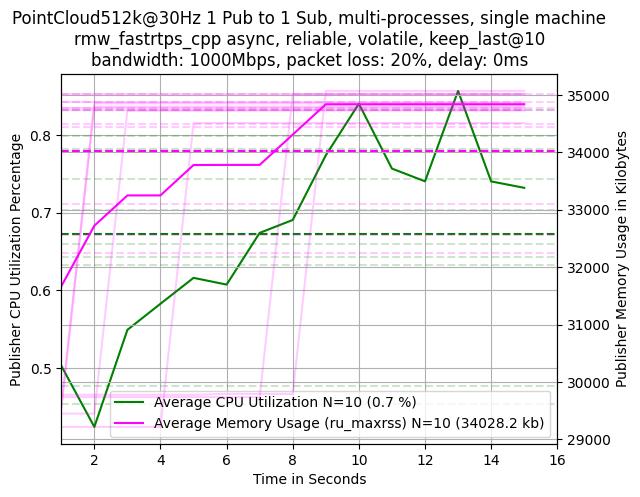 PointCloud512k@30Hz 1 Pub to 1 Sub, multi-processes, single machine
rmw_fastrtps_cpp async, reliable, volatile, keep_last@10
bandwidth: 1000Mbps, packet loss: 20%, delay: 0ms
Publisher CPU Utilization Percentage
0.8
0.7
0.6
0.5
35000
34000
33000
32000
31000
30000
29000
Publisher Memory Usage in Kilobytes
Average CPU Utilization N=10 (0.7 %)
Average Memory Usage (ru_maxrss) N=10 (34028.2 kb)
2 4 6 8 10 12 14 16
Time in Seconds